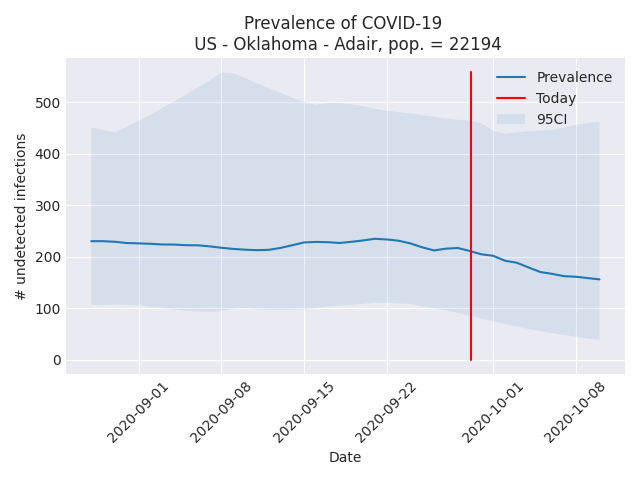 Prevalence of COVID-19
US - Oklahoma - Adair, pop. = 22194
Prevalence
Today
95CI
500
400
300
200
100
0
# undetected infections
2020-09-01
2020-09-08
2020-09-15
2020-09-22
2020-10-01
2020-10-08
Date